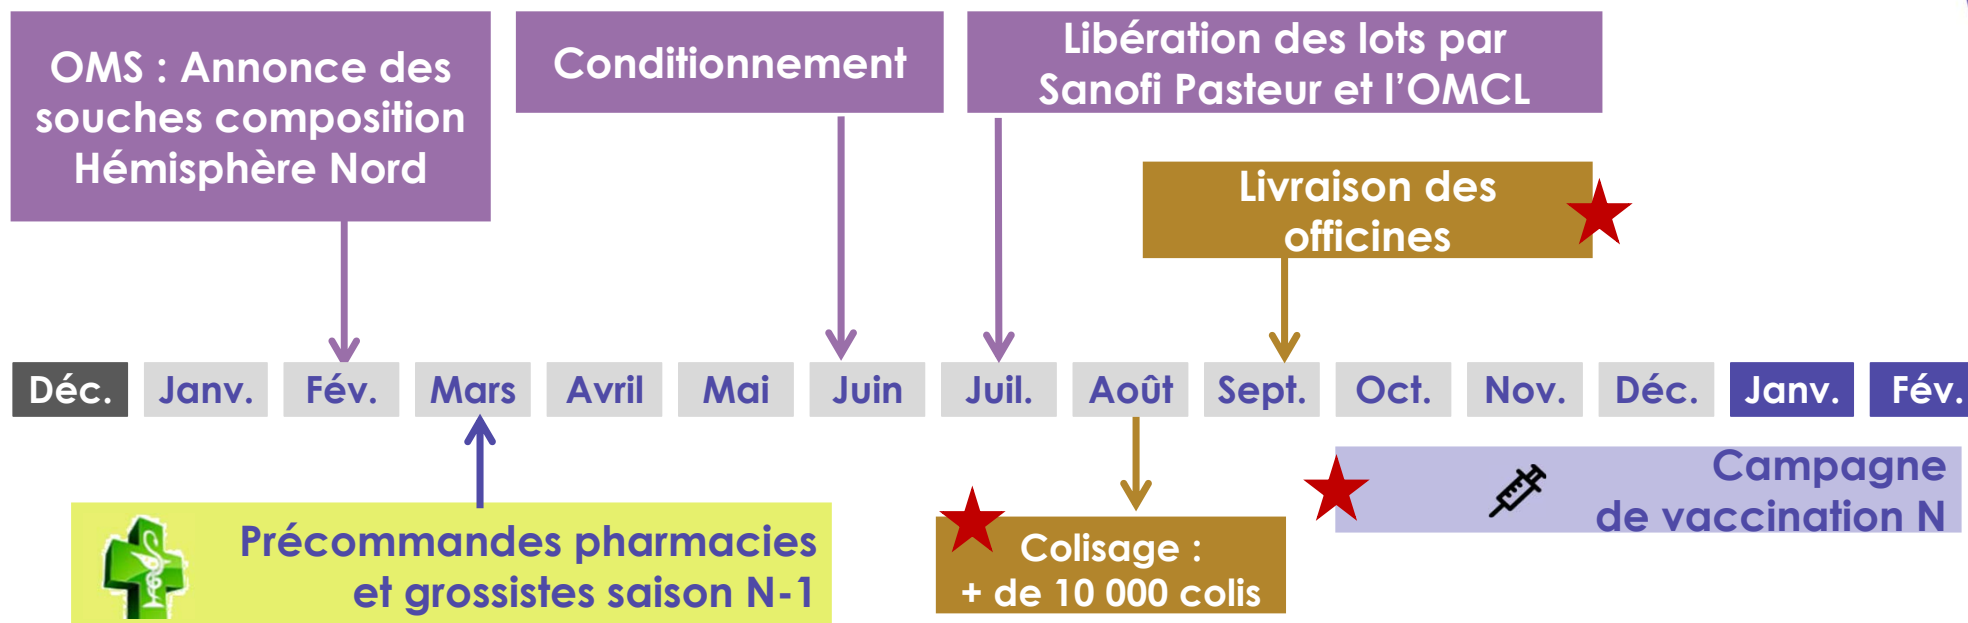 OMS : Annonce des
souches composition
Hémisphère Nord
Conditionnement
Libération des lots par
Sanofi Pasteur et l’OMCL
Livraison des
officines
Déc.
Janv.
Fév.
Mars
Avril
Mai
Juin
Juil.
Août
Sept.
Oct.
Nov.
Déc.
Janv.
Fév.
Précommandes pharmacies
et grossistes saison N-1
Colisage :
+ de 10 000 colis
Campagne
de vaccination N